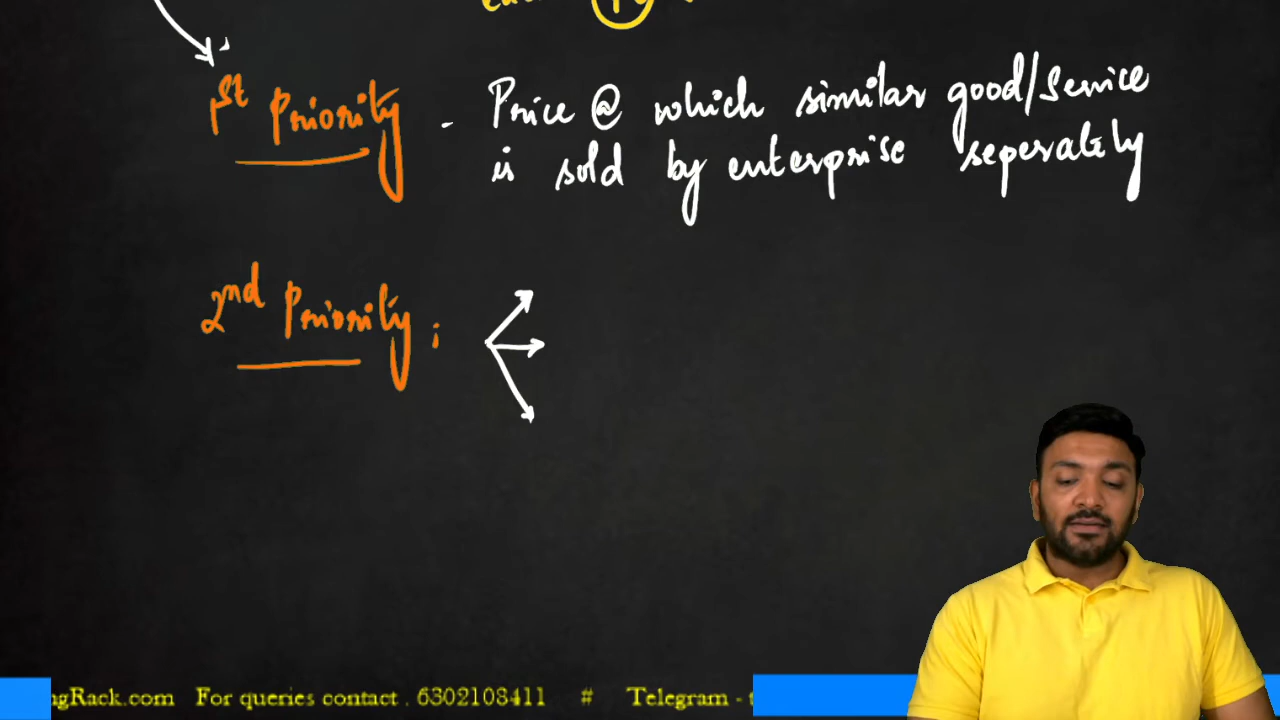 1st Priority - Price @ which similar good/service
is sold by enterprise seperately
2nd Priority :
ngRack.com For queries contact . 6302108411 # Telegram -